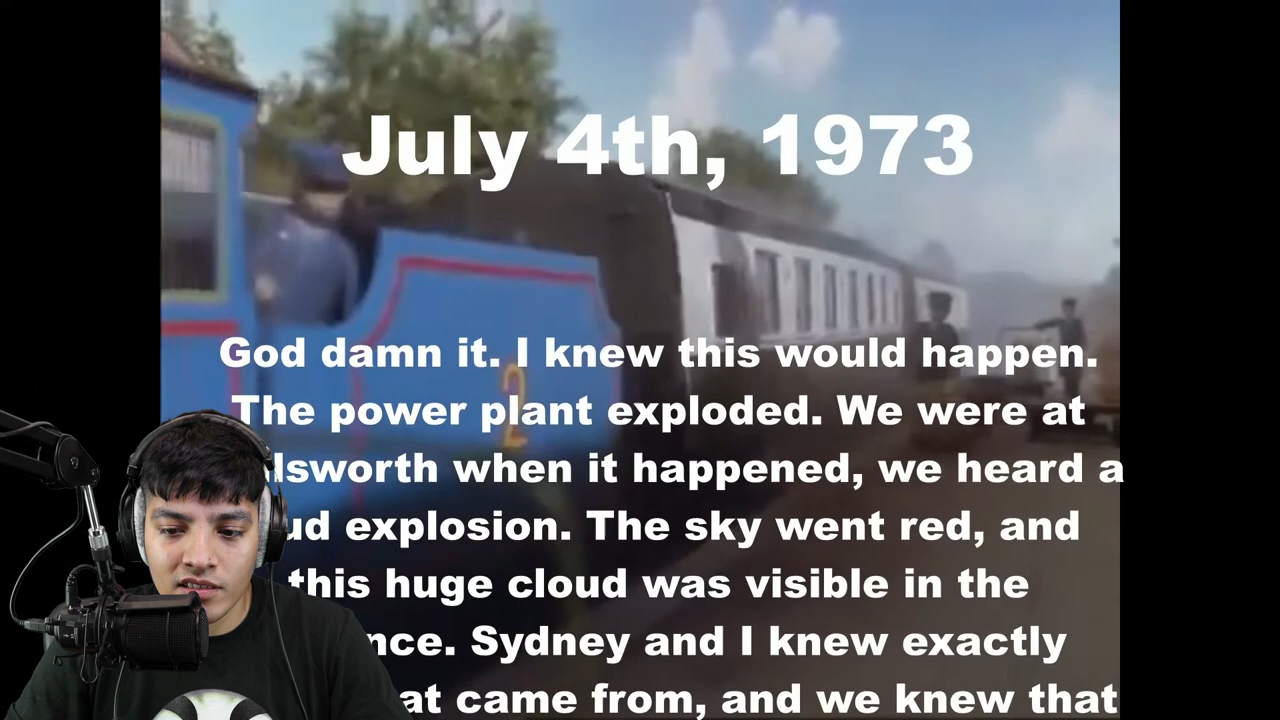 July 4th, 1973
God damn it. I knew this would happen.
The power plant exploded. We were at
when it happened, we heard a
explosion. The sky went red, and
this huge cloud was visible in the
Sydney and I knew exactly
came from, and we knew that
2